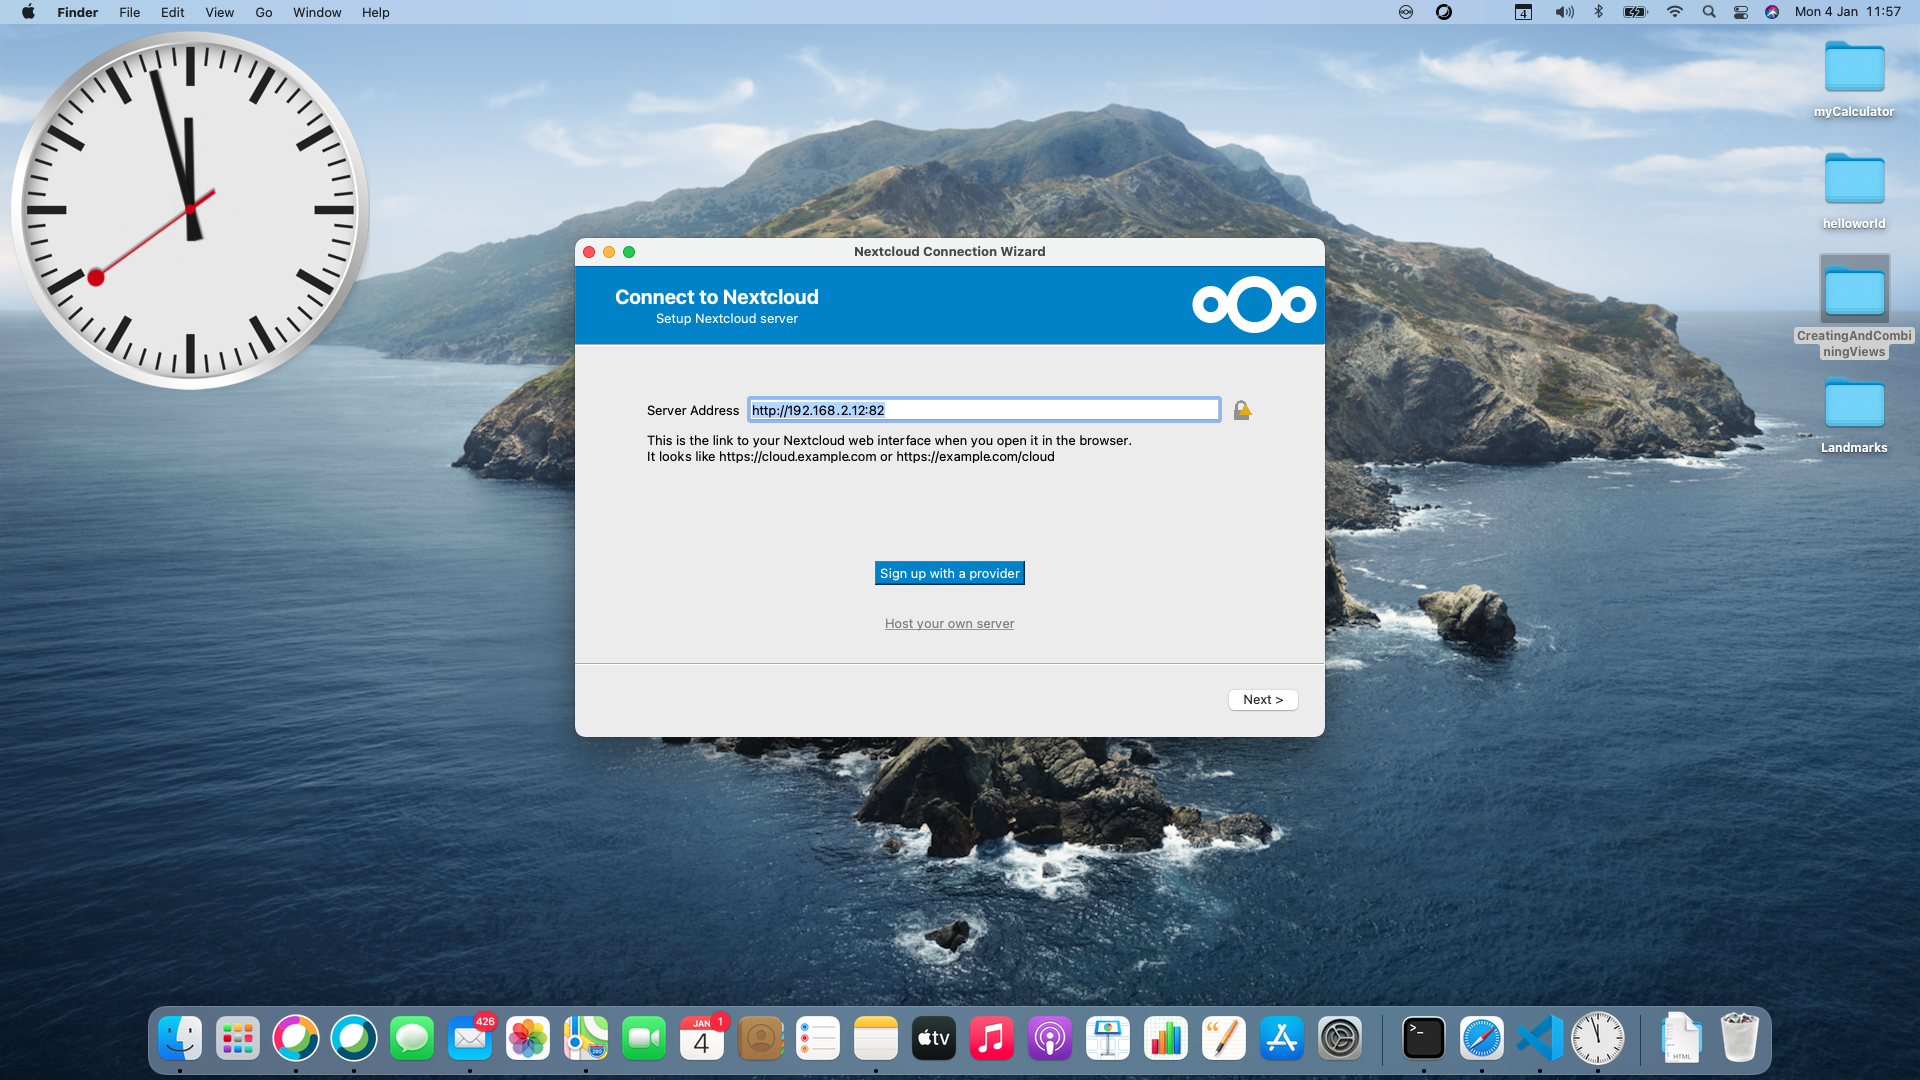 Finder File Edit View Go Window Help
4
Mon 4 Jan 11:57
myCalculator
helloworld
CreatingAndCombi
ningViews
Landmarks
Nextcloud Connection Wizard
Connect to Nextcloud
Setup Nextcloud server
Server Address http://192.168.2.12:82
This is the link to your Nextcloud web interface when you open it in the browser.
It looks like https://cloud.example.com or https://example.com/cloud
Sign up with a provider
Host your own server
Next >
426
JAN 1
4
280
tv
>_
HTML